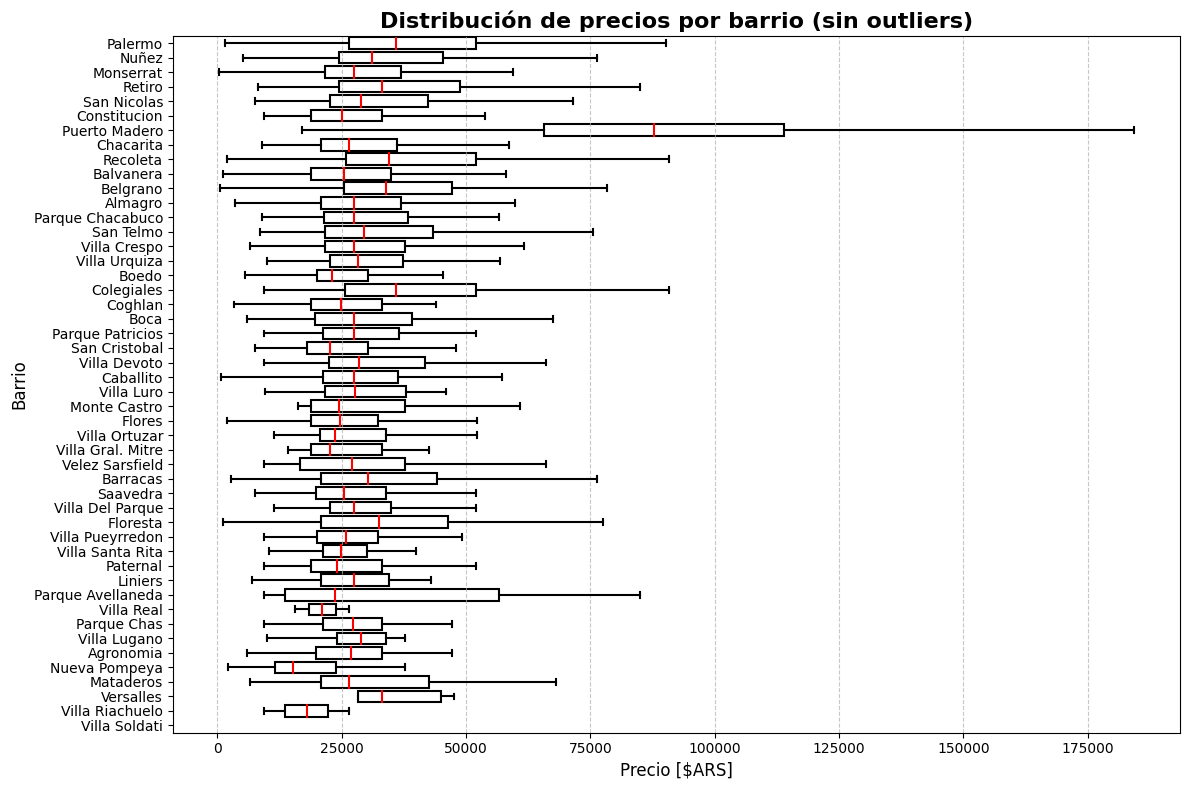 Distribución de precios por barrio (sin outliers)
Palermo
Nuñez
Monserrat
Retiro
San Nicolas
Constitucion
Puerto Madero
Chacarita
Recoleta
Balvanera
Belgrano
Almagro
Parque Chacabuco
San Telmo
Villa Crespo
Villa Urquiza
Boedo
Colegiales
Coghlan
Boca
Parque Patricios
San Cristobal
Villa Devoto
Caballito
Villa Luro
Monte Castro
Flores
Villa Ortuzar
Villa Gral. Mitre
Velez Sarsfield
Barracas
Saavedra
Villa Del Parque
Floresta
Villa Pueyrredon
Villa Santa Rita
Paternal
Liniers
Parque Avellaneda
Villa Real
Parque Chas
Villa Lugano
Agronomia
Nueva Pompeya
Mataderos
Versalles
Villa Riachuelo
Villa Soldati
Barrio
0 25000 50000 75000 100000 125000 150000 175000
Precio [$ARS]